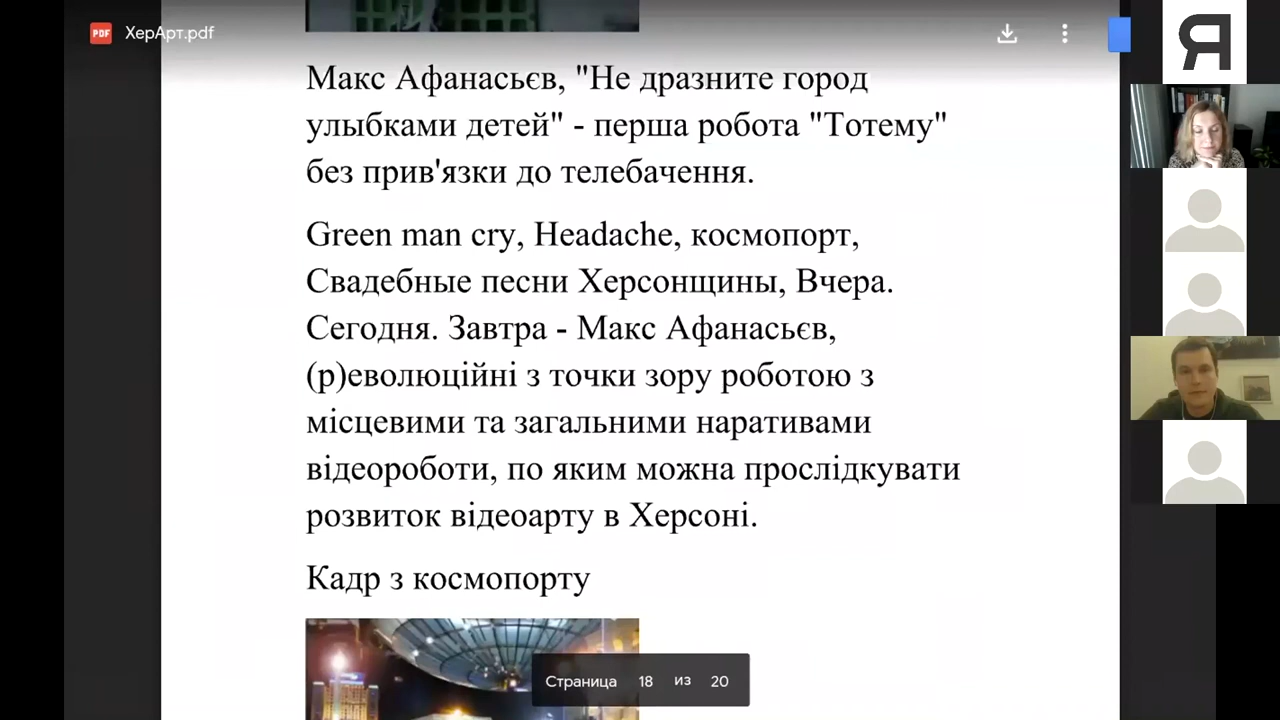 PDF ХерАрт.pdf
Я
Макс Афанасьєв, "Не дразните город
улыбками детей" - перша робота "Тотему"
без прив'язки до телебачення.
Green man cry, Headache, космопорт,
Свадебные песни Херсонщины, Вчера.
Сегодня. Завтра - Макс Афанасьєв,
(р)еволюційні з точки зору роботою з
місцевими та загальними наративами
відеороботи, по яким можна прослідкувати
розвиток відеоарту в Херсоні.
Кадр з космопорту
Страница 18 из 20